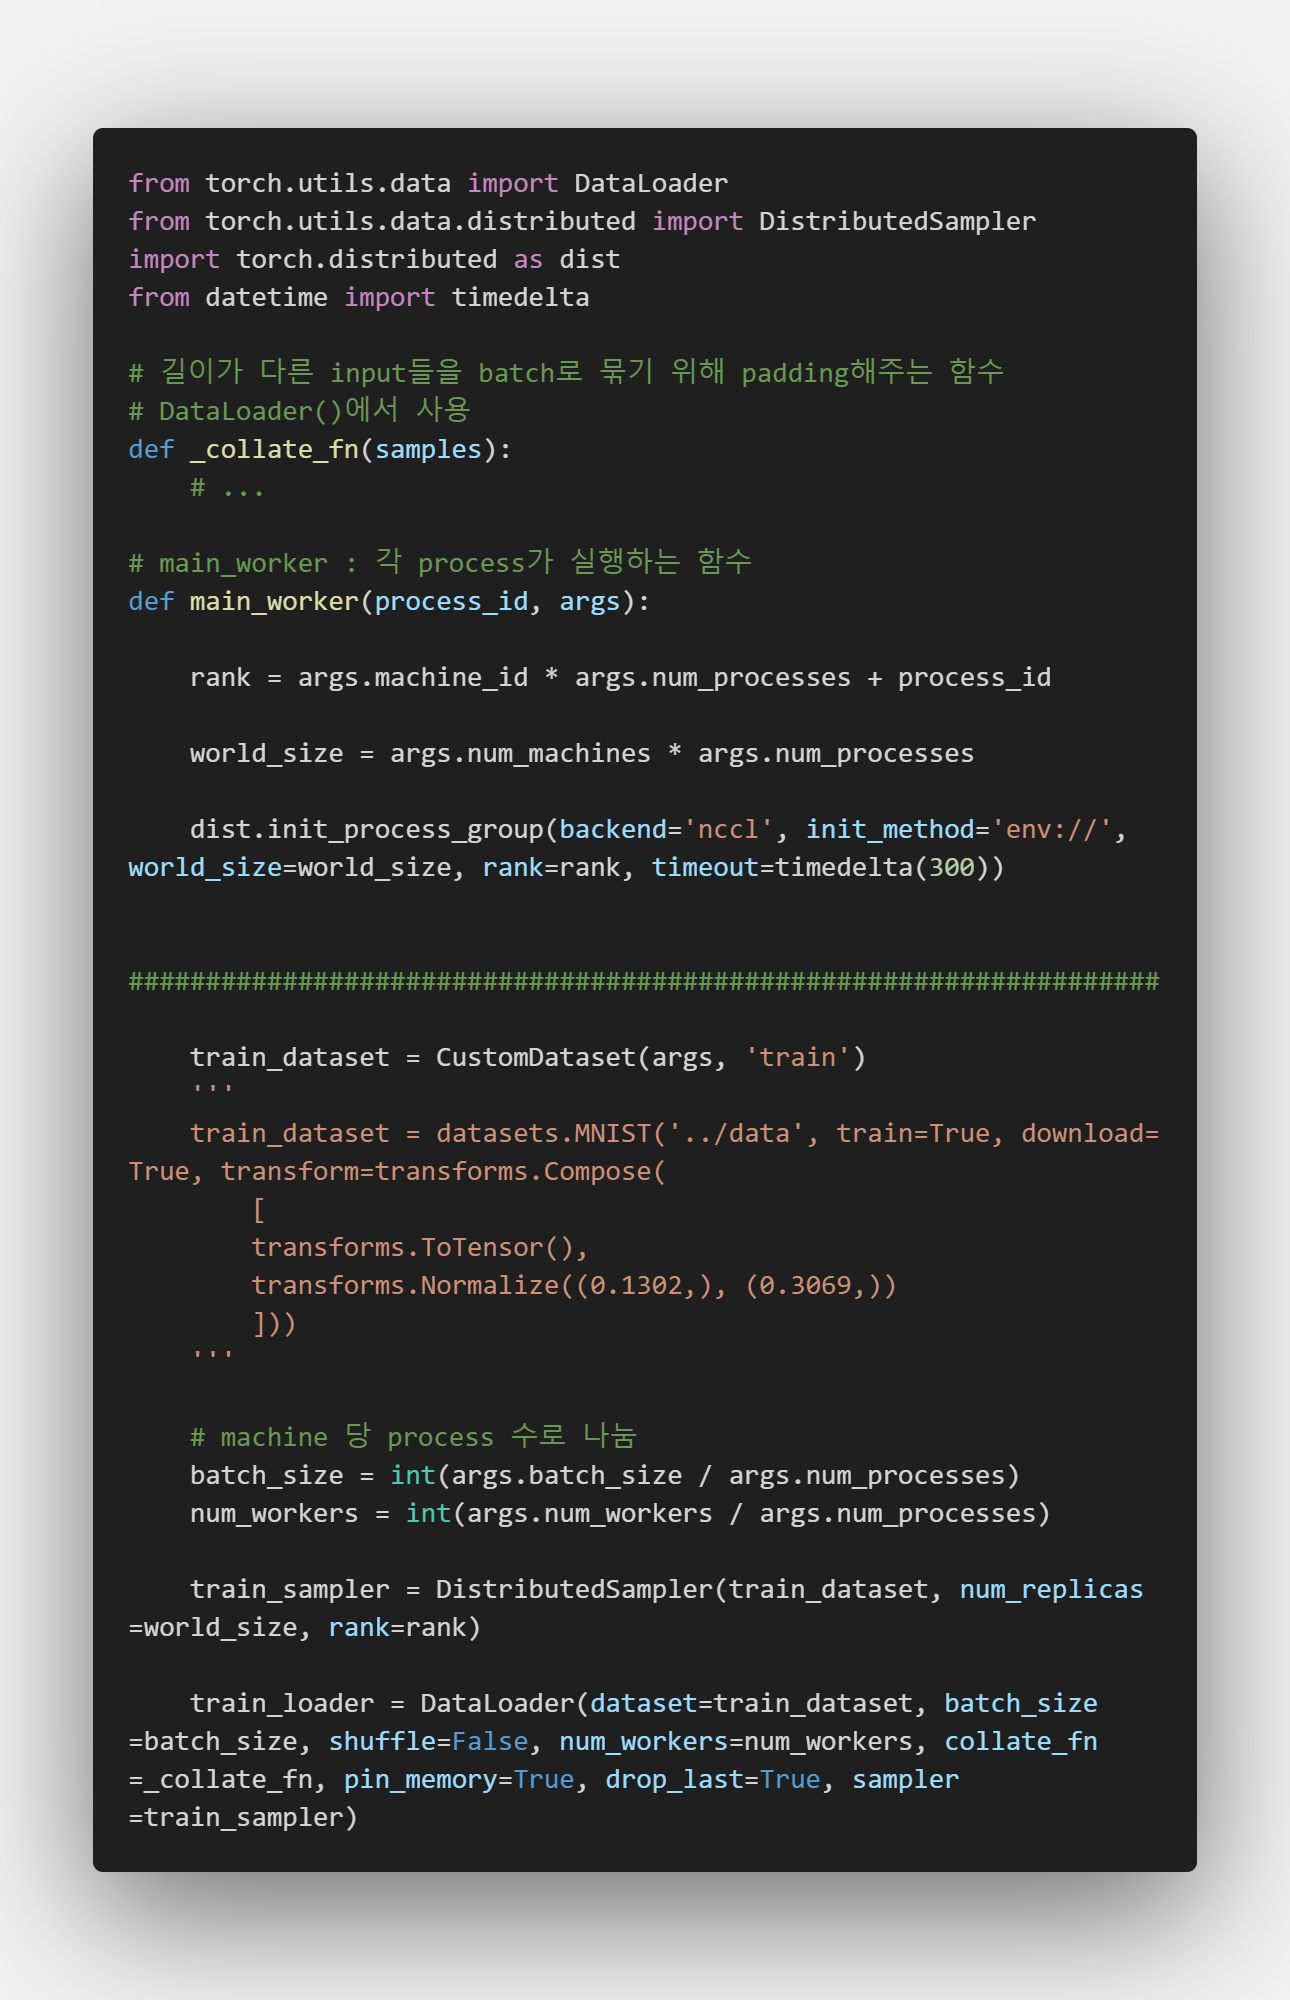 from torch.utils.data import DataLoader
from torch.utils.data.distributed import DistributedSampler
import torch.distributed as dist
from datetime import timedelta
# 길이가 다른 input들을 batch로 묶기 위해 padding해주는 함수
# DataLoader()에서 사용
def _collate_fn(samples):
    # ...
# main_worker : 각 process가 실행하는 함수
def main_worker(process_id, args):
    rank = args.machine_id * args.num_processes + process_id
    world_size = args.num_machines * args.num_processes
    dist.init_process_group(backend='nccl', init_method='env://',
world_size=world_size, rank=rank, timeout=timedelta(300))
###################################################################
    train_dataset = CustomDataset(args, 'train')
    '''
    train_dataset = datasets.MNIST('../data', train=True, download=
True, transform=transforms.Compose(
        [
        transforms.ToTensor(),
        transforms.Normalize((0.1302,), (0.3069,))
        ]))
    '''
    # machine 당 process 수로 나눔
    batch_size = int(args.batch_size / args.num_processes)
    num_workers = int(args.num_workers / args.num_processes)
    train_sampler = DistributedSampler(train_dataset, num_replicas
=world_size, rank=rank)
    train_loader = DataLoader(dataset=train_dataset, batch_size
=batch_size, shuffle=False, num_workers=num_workers, collate_fn
=_collate_fn, pin_memory=True, drop_last=True, sampler
=train_sampler)